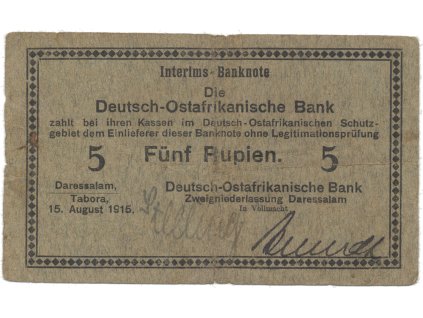 Interims-Banknote
Die
Deutsch-Ostafrikanische Bank
zahlt bei ihren Kassen im Deutsch-Ostafrikanischen Schutz-
gebiet dem Einlieferer dieser Banknote ohne Legitimationsprüfung
5 Fünf Rupien. 5
Daressalam, Deutsch-Ostafrikanische Bank
Tabora, Zweigniederlassung Daressalam
15. August 1915. In Vollmacht